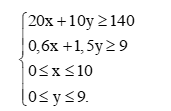 20x + 10y ≥ 140
0,6x + 1,5y ≥ 9
0 ≤ x ≤ 10
0 ≤ y ≤ 9.